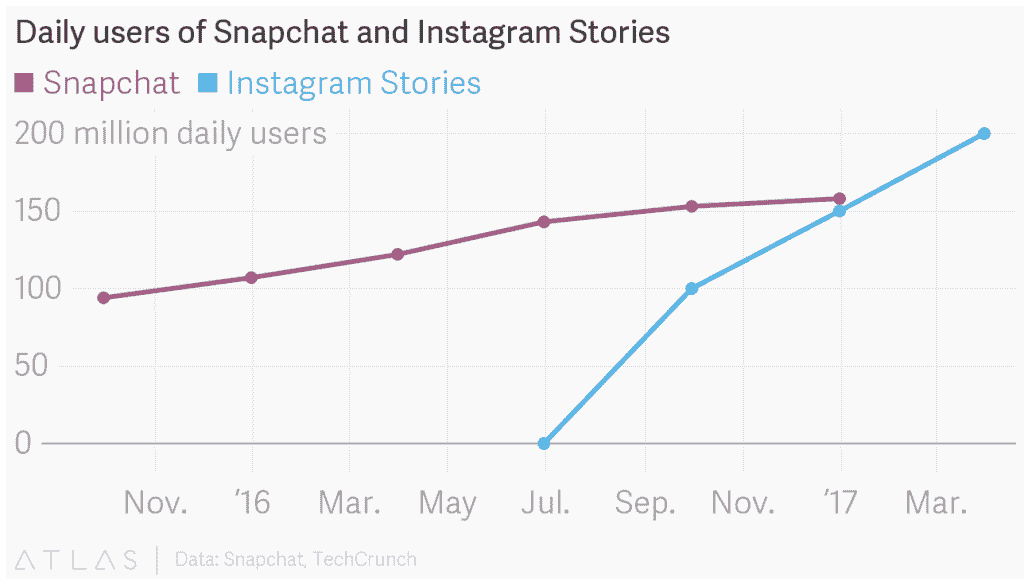 Daily users of Snapchat and Instagram Stories
Snapchat Instagram Stories
200 million daily users
150
100
50
0
Nov. '16 Mar. May Jul. Sep. Nov. '17 Mar.
ATLAS | Data: Snapchat, TechCrunch